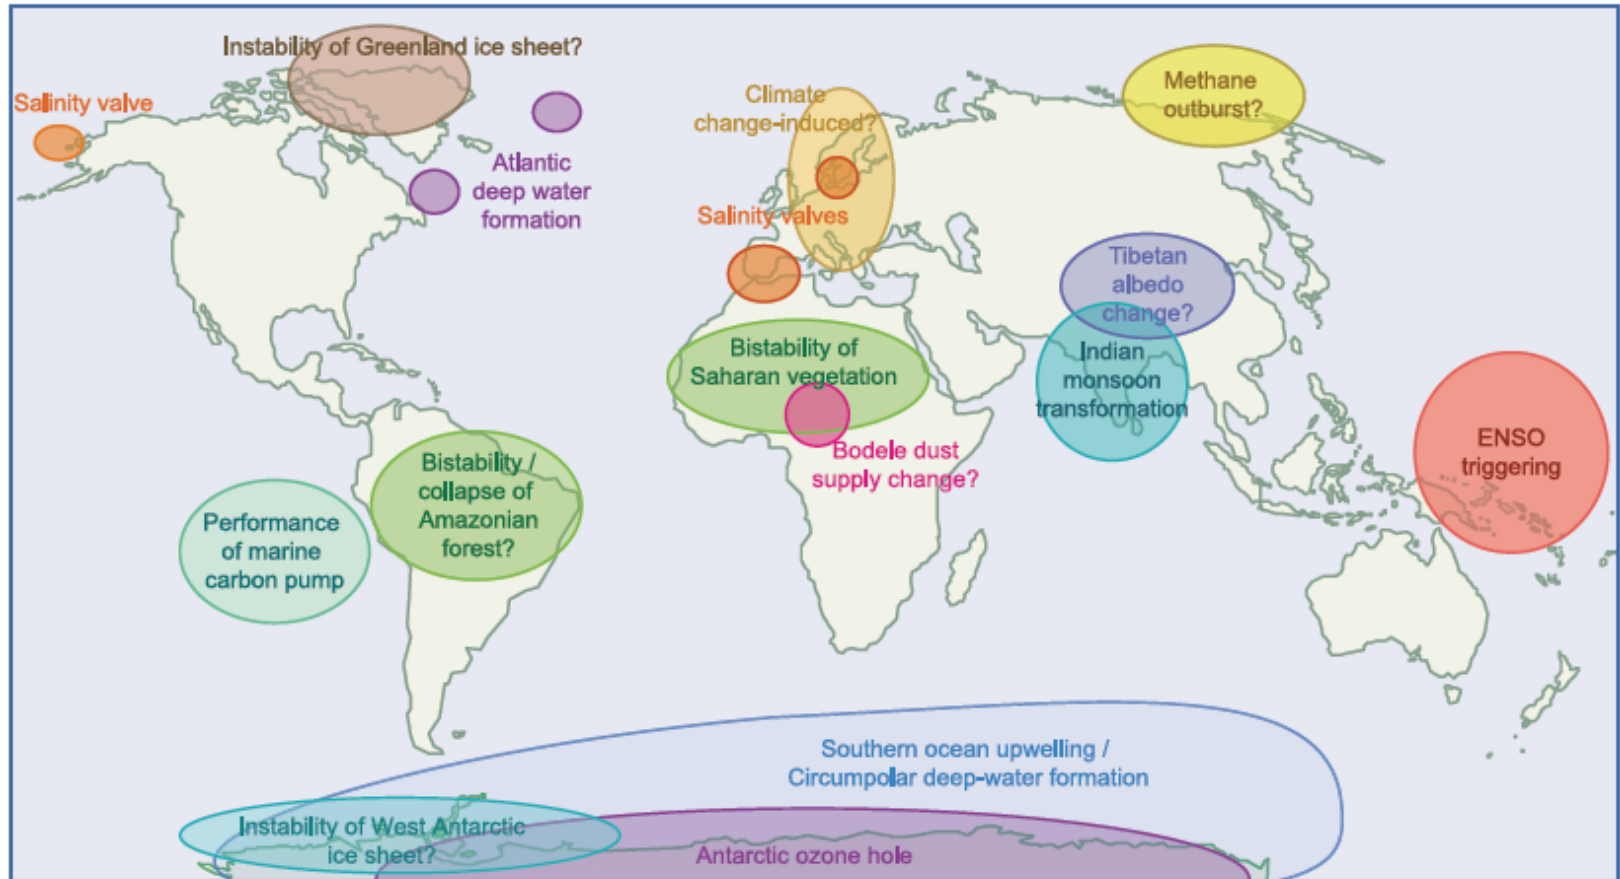 Instability of Greenland ice sheet?
Salinity valve
Atlantic
deep water
formation
Climate
change-induced?
Salinity valves
Methane
outburst?
Tibetan
albedo
change?
Indian
monsoon
transformation
Bistability of
Saharan vegetation
Bodele dust
supply change?
ENSO
triggering
Bistability /
collapse of
Amazonian
forest?
Performance
of marine
carbon pump
Southern ocean upwelling /
Circumpolar deep-water formation
Instability of West Antarctic
ice sheet?
Antarctic ozone hole